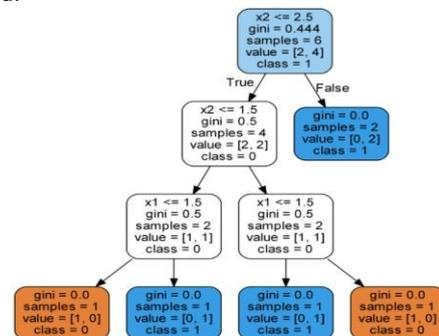 x2 <= 2.5
gini = 0.444
samples = 6
value = [2, 4]
class = 1
True
False
x2 <= 1.5
gini = 0.5
samples = 4
value = [2, 2]
class = 0
gini = 0.0
samples = 2
value = [0, 2]
class = 1
x1 <= 1.5
gini = 0.5
samples = 2
value = [1, 1]
class = 0
x1 <= 1.5
gini = 0.5
samples = 2
value = [1, 1]
class = 0
gini = 0.0
samples = 1
value = [1, 0]
class = 0
gini = 0.0
samples = 1
value = [0, 1]
class = 1
gini = 0.0
samples = 1
value = [0, 1]
class = 1
gini = 0.0
samples = 1
value = [1, 0]
class = 0